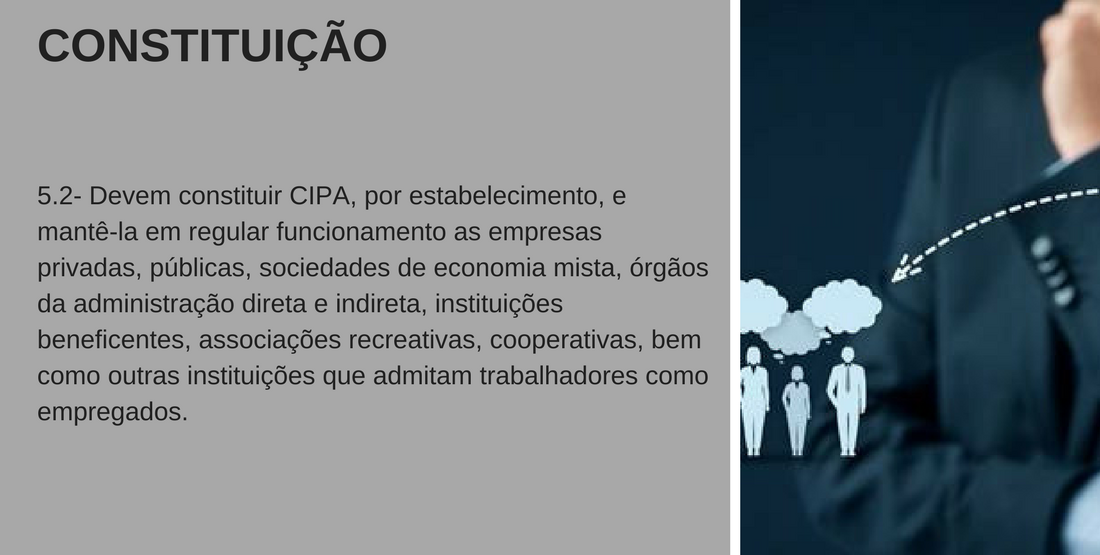 CONSTITUIÇÃO
5.2- Devem constituir CIPA, por estabelecimento, e
mantê-la em regular funcionamento as empresas
privadas, públicas, sociedades de economia mista, órgãos
da administração direta e indireta, instituições
beneficentes, associações recreativas, cooperativas, bem
como outras instituições que admitam trabalhadores como
empregados.